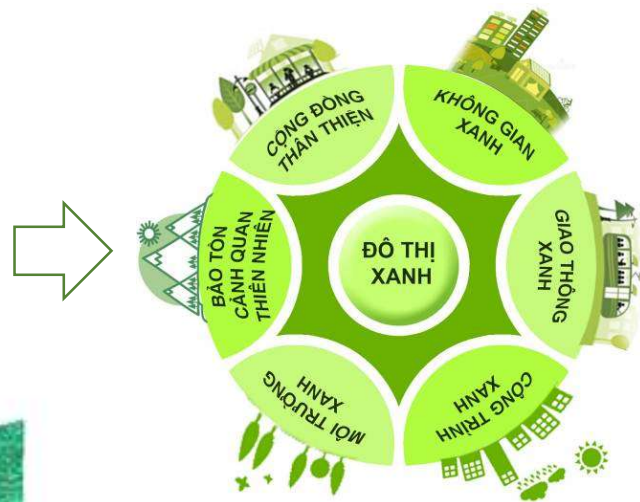 CỘNG ĐỒNG
THÂN THIỆN
KHÔNG GIAN
XANH
GIAO THÔNG
XANH
CÔNG TRÌNH
XANH
MÔI TRƯỜNG
XANH
BẢO TỒN
CẢNH QUAN
THIÊN NHIÊN
ĐÔ THỊ
XANH